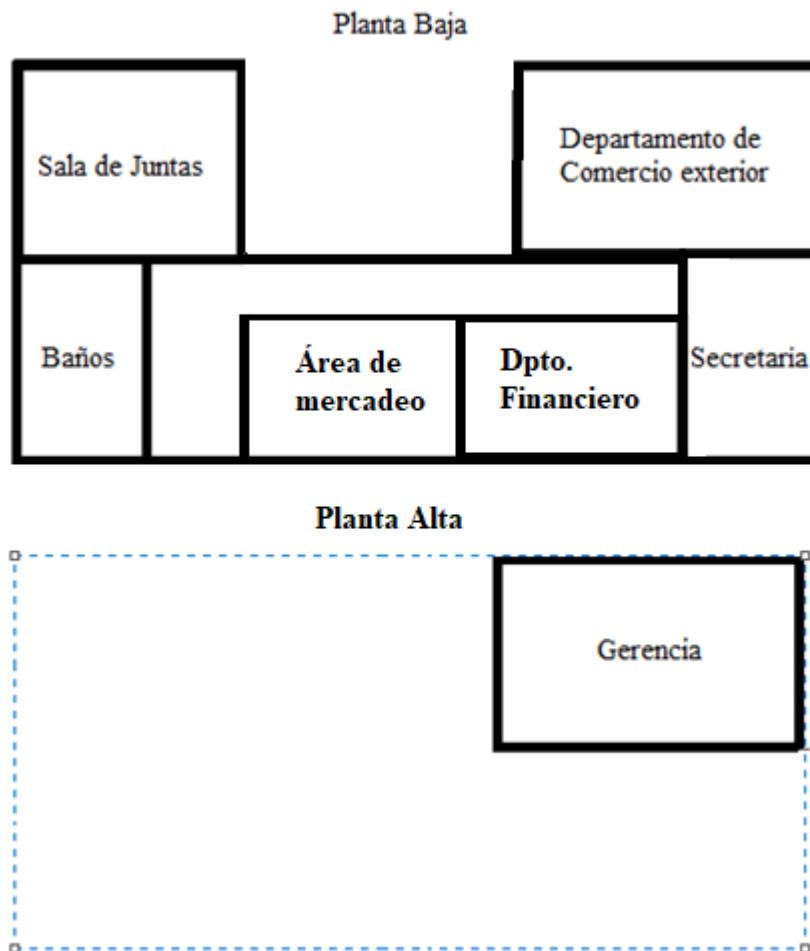 Planta Baja
Sala de Juntas
Departamento de
Comercio exterior
Baños
Área de
mercadeo
Dpto.
Financiero
Secretaria
Planta Alta
Gerencia